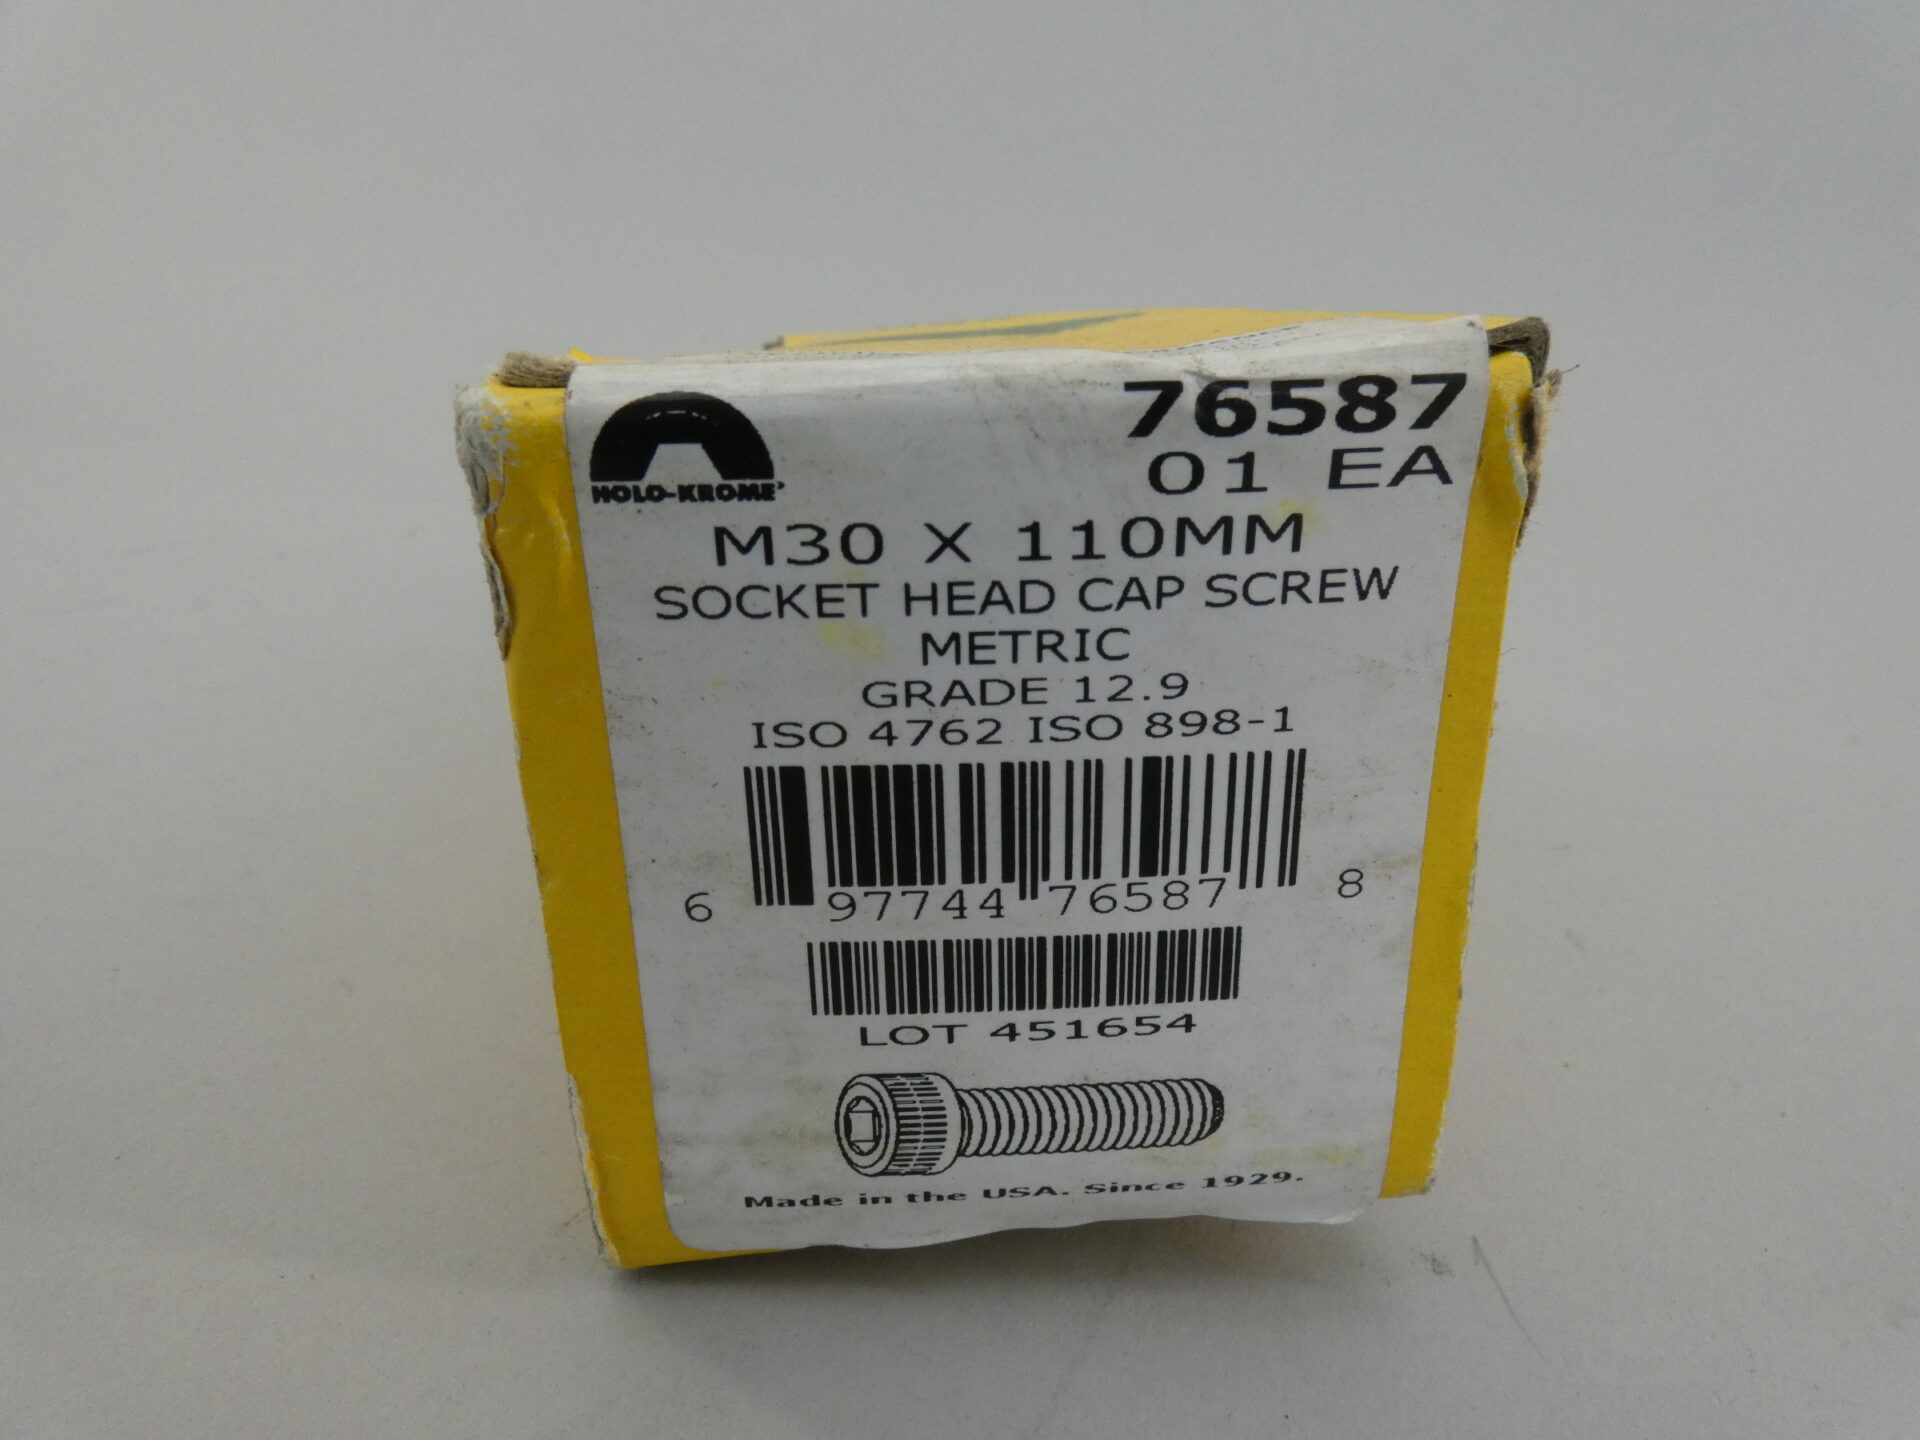 HOLO-KROME
76587
01 EA
M30 X 110MM
SOCKET HEAD CAP SCREW
METRIC
GRADE 12.9
ISO 4762 ISO 898-1
6 97744 76587 8
LOT 451654
Made in the USA. Since 1929.